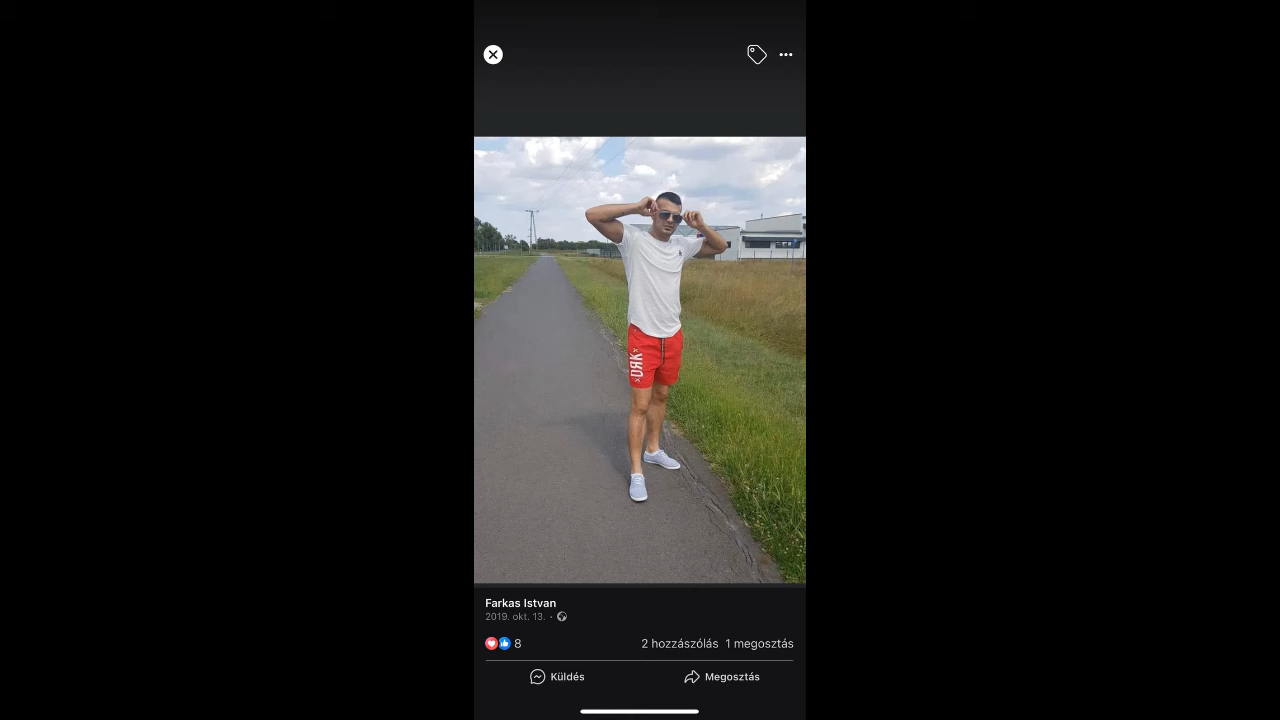 DRK
Farkas Istvan
2019. okt. 13. ·
8
2 hozzászólás 1 megosztás
Küldés
Megosztás